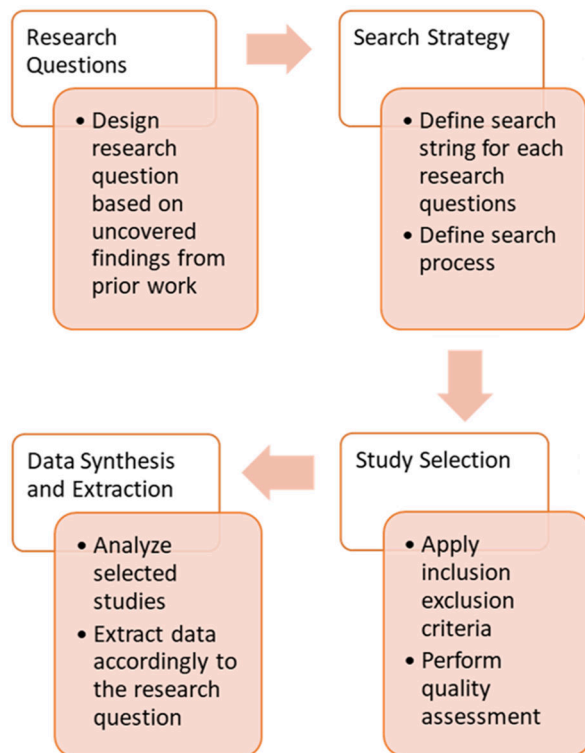 Research
Questions
• Design
research
question
based on
uncovered
findings from
prior work
Search Strategy
• Define search
string for each
research
questions
• Define search
process
Study Selection
• Apply
inclusion
exclusion
criteria
• Perform
quality
assessment
Data Synthesis
and Extraction
• Analyze
selected
studies
• Extract data
accordingly to
the research
question